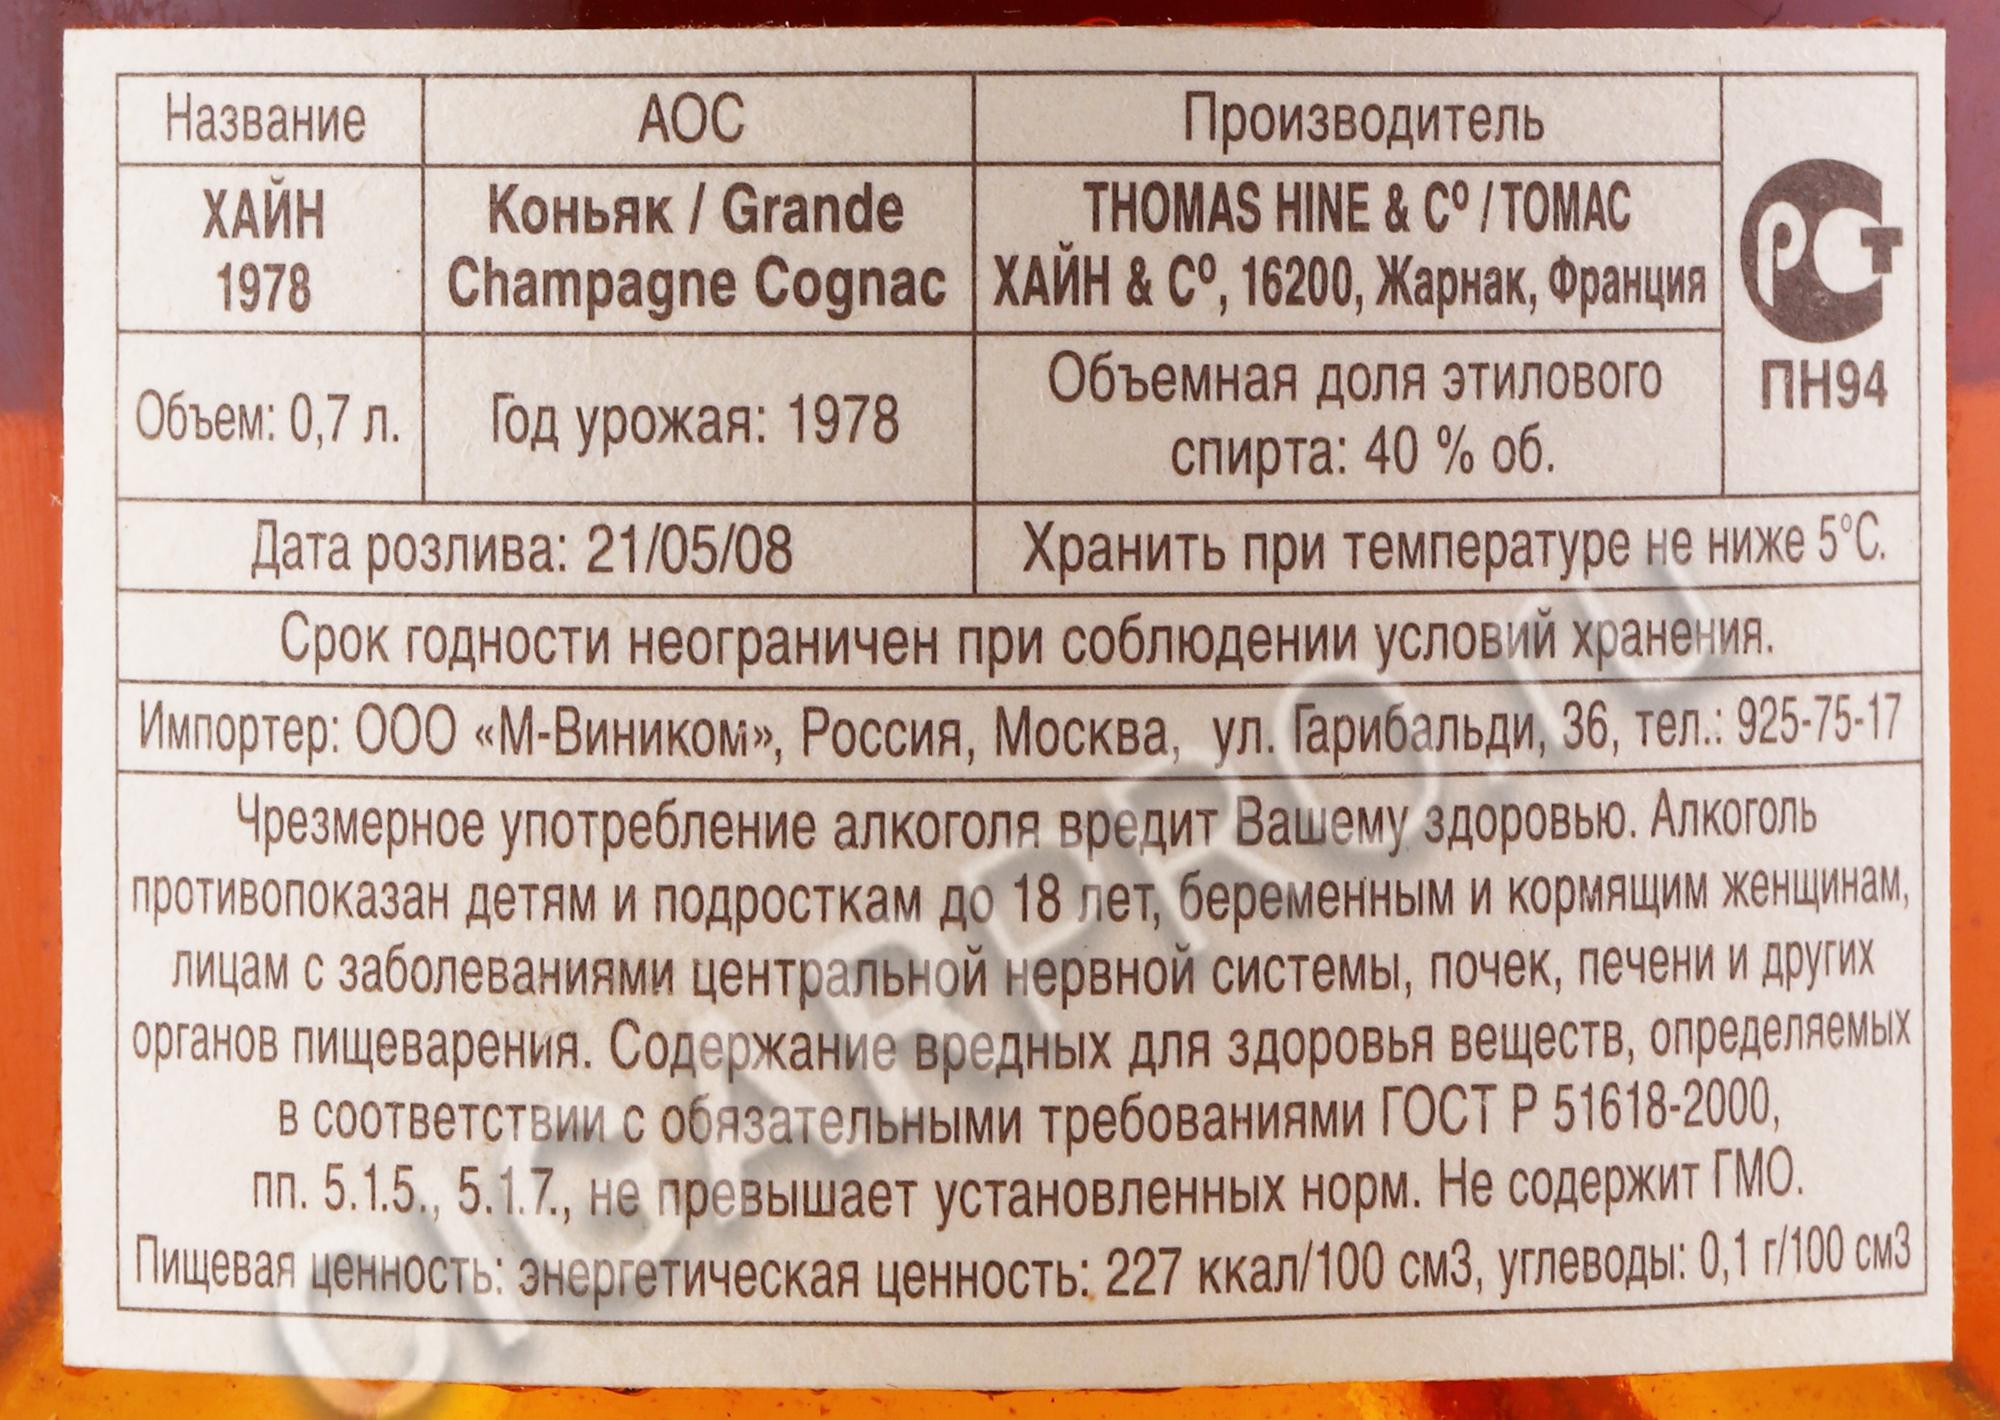 Название
АОС
Производитель
ХАЙН
1978
Коньяк / Grande
Champagne Cognac
THOMAS HINE & Cº / ТОМАС
ХАЙН & Cº, 16200, Жарнак, Франция
РСТ
ПН94
Объем: 0,7 л.
Год урожая: 1978
Объемная доля этилового
спирта: 40 % об.
Дата розлива: 21/05/08
Хранить при температуре не ниже 5°С.
Срок годности неограничен при соблюдении условий хранения.
Импортер: ООО «М-Виником», Россия, Москва, ул. Гарибальди, 36, тел.: 925-75-17
Чрезмерное употребление алкоголя вредит Вашему здоровью. Алкоголь
противопоказан детям и подросткам до 18 лет, беременным и кормящим женщинам,
лицам с заболеваниями центральной нервной системы, почек, печени и других
органов пищеварения. Содержание вредных для здоровья веществ, определяемых
в соответствии с обязательными требованиями ГОСТ Р 51618-2000,
пп. 5.1.5., 5.1.7., не превышает установленных норм. Не содержит ГМО.
Пищевая ценность: энергетическая ценность: 227 ккал/100 см3, углеводы: 0,1 г/100 см3
CIGARPRO.ru